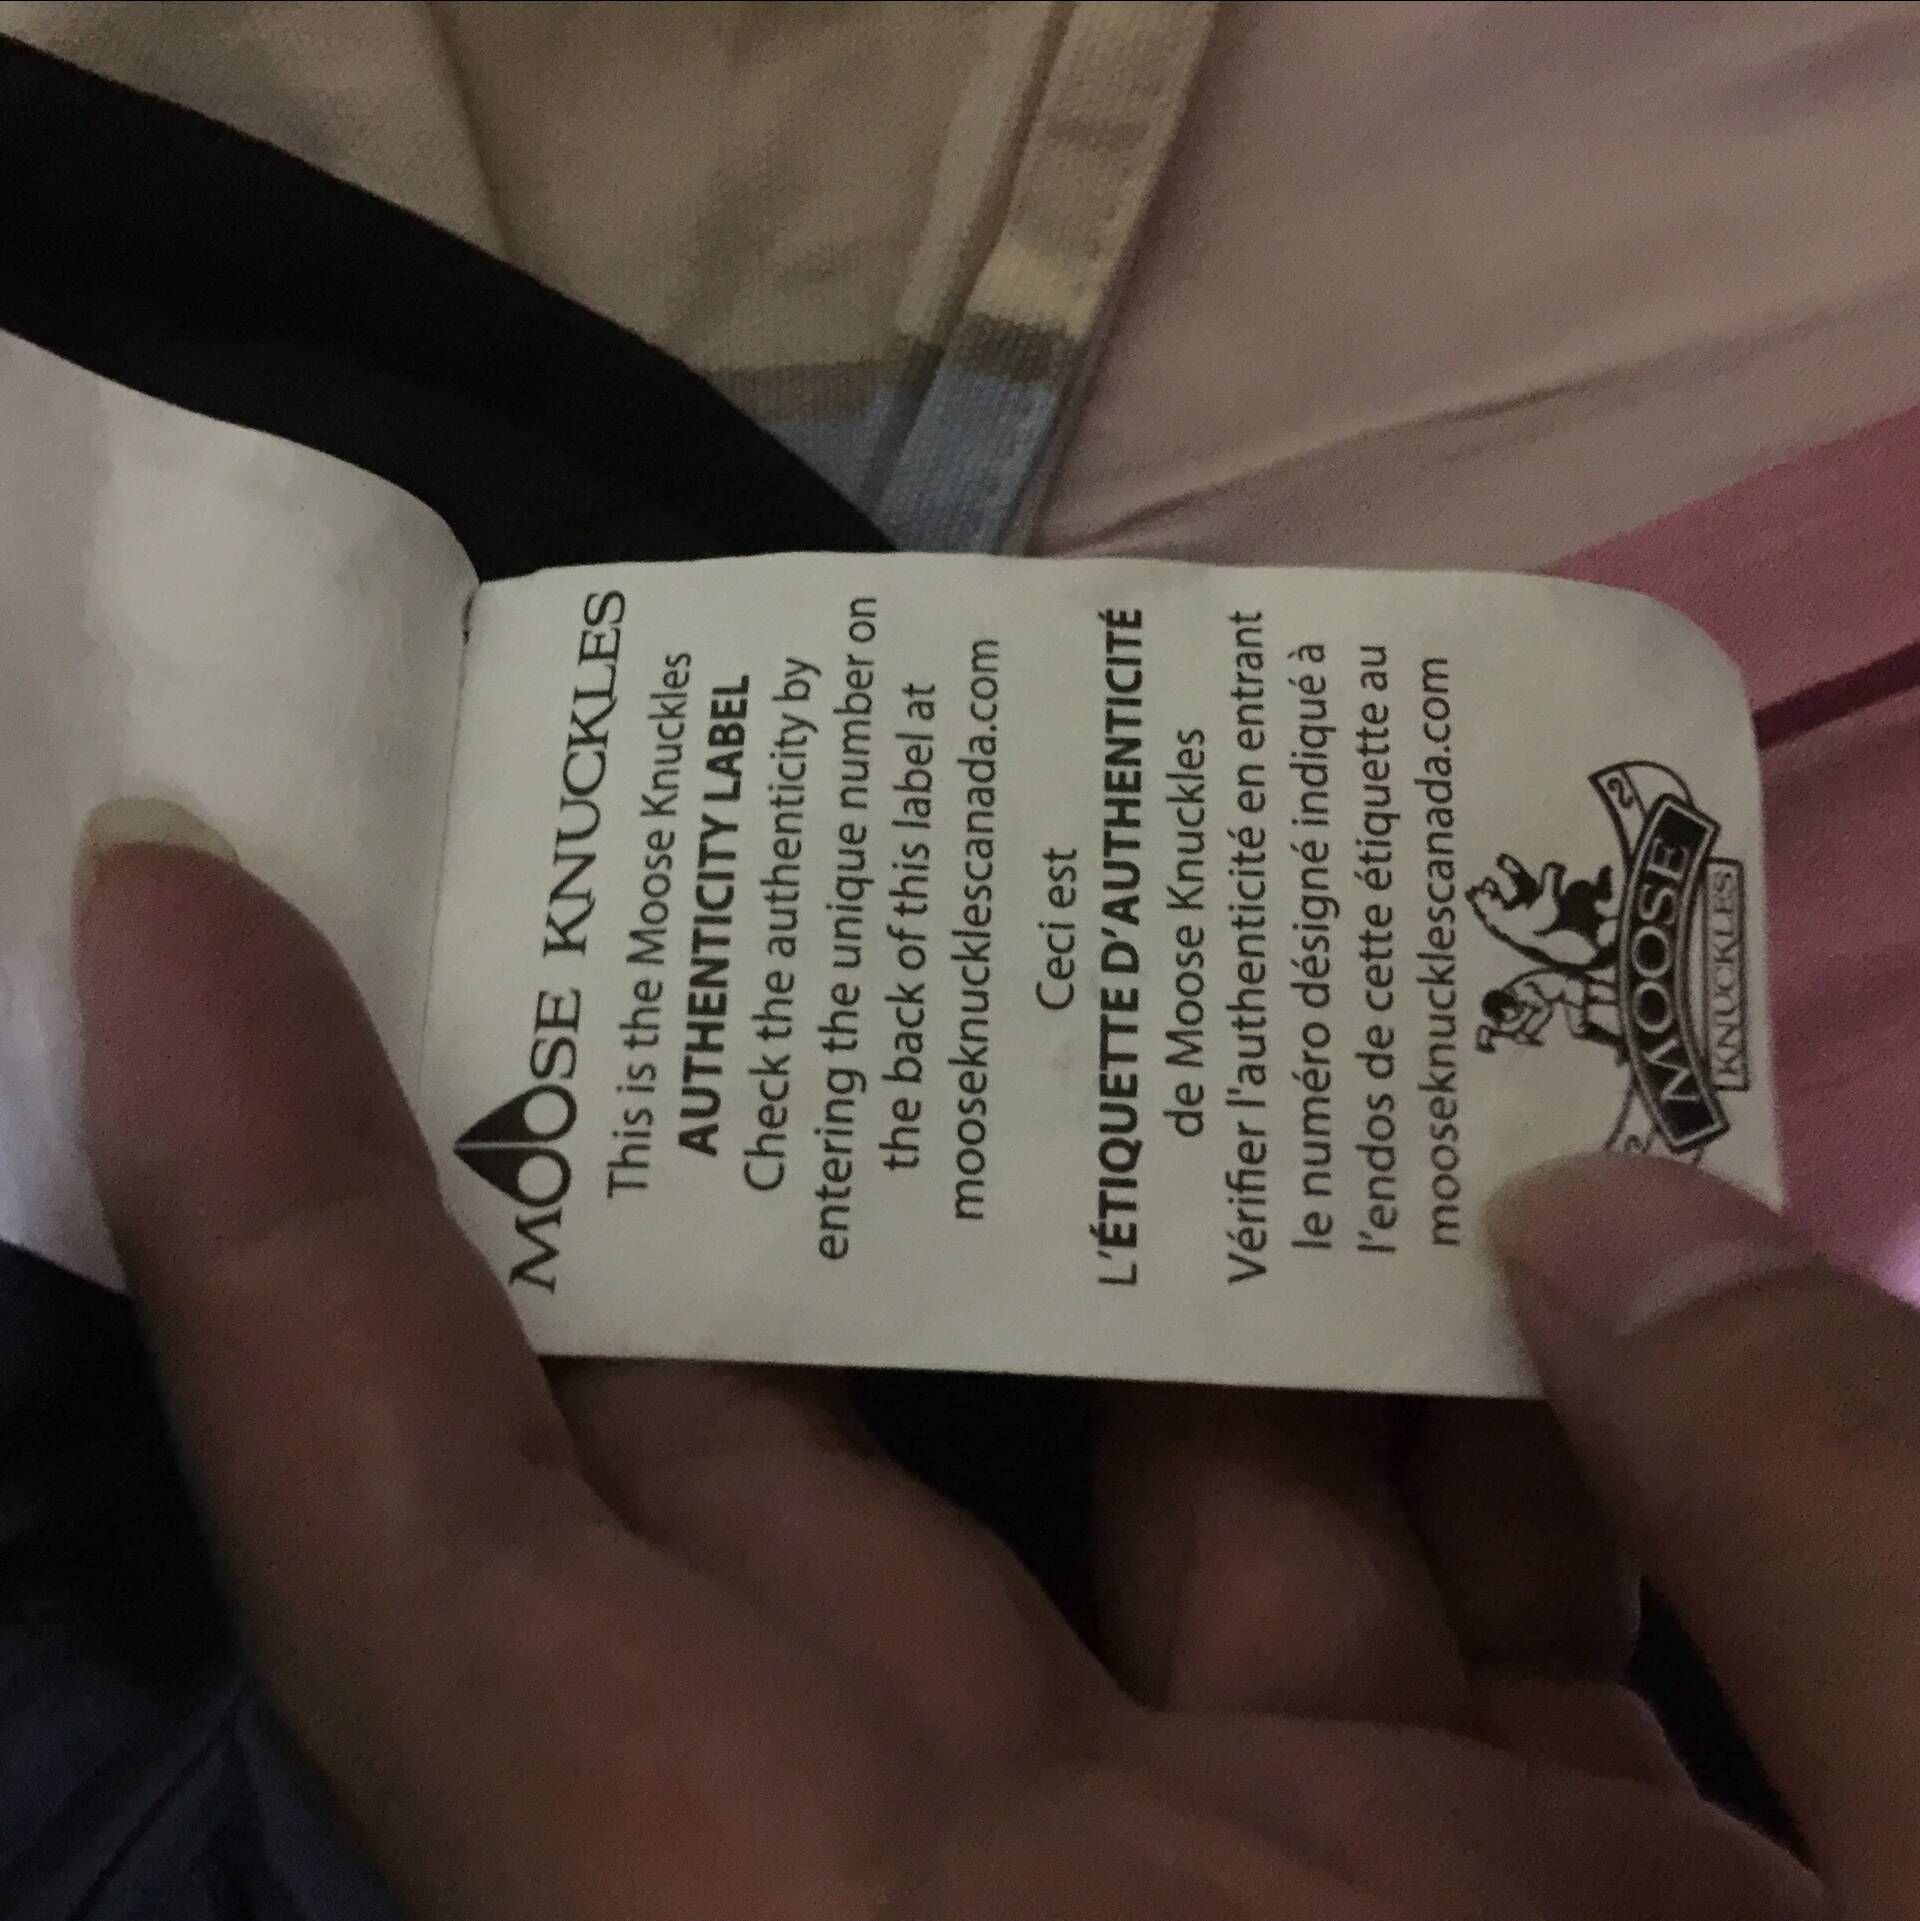 MOOSE KNUCKLES
This is the Moose Knuckles
AUTHENTICITY LABEL
Check the authenticity by
entering the unique number on
the back of this label at
mooseknucklescanada.com
Ceci est
L'ÉTIQUETTE D'AUTHENTICITÉ
de Moose Knuckles
Vérifier l'authenticité en entrant
le numéro désigné indiqué à
l'endos de cette étiquette au
mooseknucklescanada.com
2 2
MOOSE
KNUCKLES